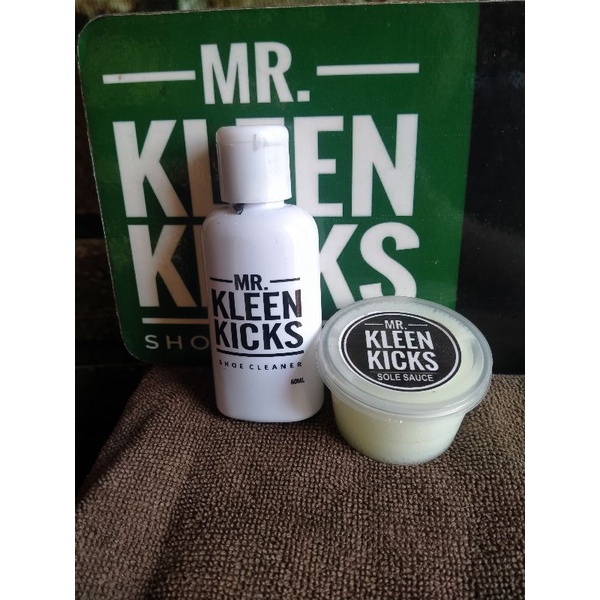 MR.
KLEEN
KICKS
SHO
MR.
KLEEN
KICKS
SHOE CLEANER
60ML
MR.
KLEEN
KICKS
SOLE SAUCE